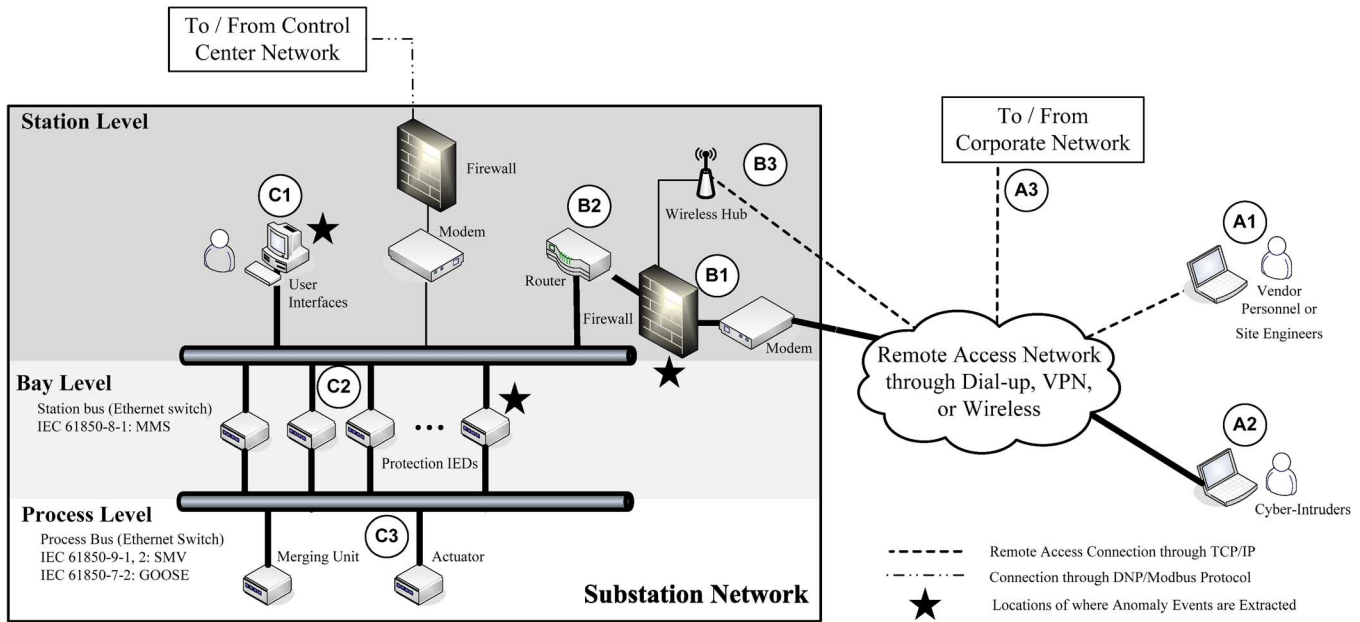 To / From Control
Center Network
Station Level
Firewall
C1
User
Interfaces
Modem
B2
Router
Firewall
B3
Wireless Hub
B1
Modem
To / From
Corporate Network
A3
A1
Vendor
Personnel or
Site Engineers
Remote Access Network
through Dial-up, VPN,
or Wireless
A2
Cyber-Intruders
Bay Level
Station bus (Ethernet switch)
IEC 61850-8-1: MMS
C2
Protection IEDs
Process Level
Process Bus (Ethernet Switch)
IEC 61850-9-1, 2: SMV
IEC 61850-7-2: GOOSE
C3
Merging Unit
Actuator
Substation Network
Remote Access Connection through TCP/IP
Connection through DNP/Modbus Protocol
Locations of where Anomaly Events are Extracted